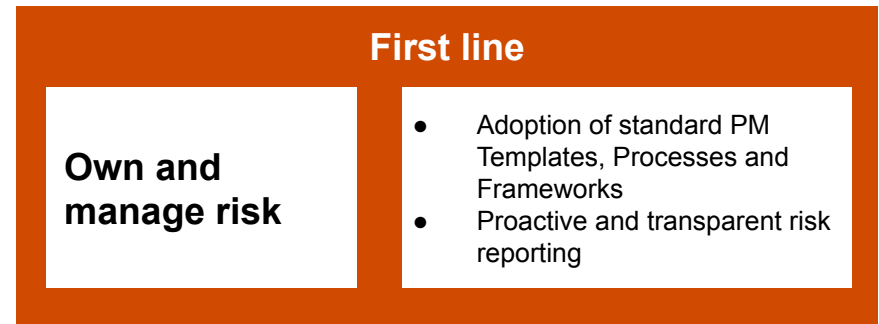 First line
Own and
manage risk
● Adoption of standard PM
Templates, Processes and
Frameworks
● Proactive and transparent risk
reporting